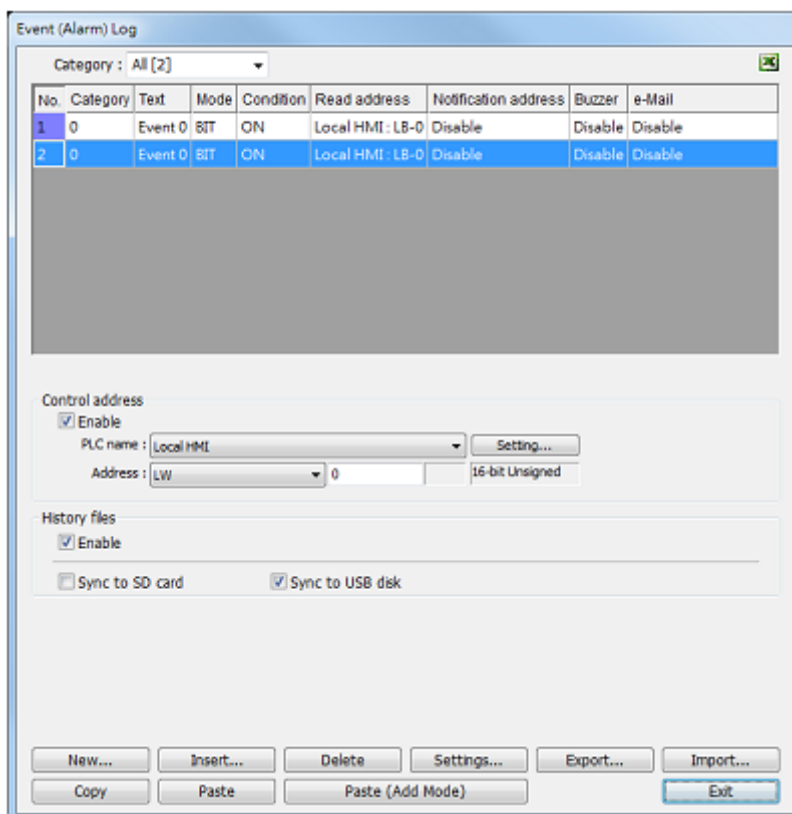 Event (Alarm) Log
Category : All [2]
No. Category Text Mode Condition Read address Notification address Buzzer e-Mail
1 0 Event 0 BIT ON Local HMI : LB-0 Disable Disable Disable
2 0 Event 0 BIT ON Local HMI : LB-0 Disable Disable Disable
Control address
Enable
PLC name : Local HMI Setting...
Address : LW 0 16-bit Unsigned
History files
Enable
Sync to SD card Sync to USB disk
New... Insert... Delete Settings... Export... Import...
Copy Paste Paste (Add Mode) Exit